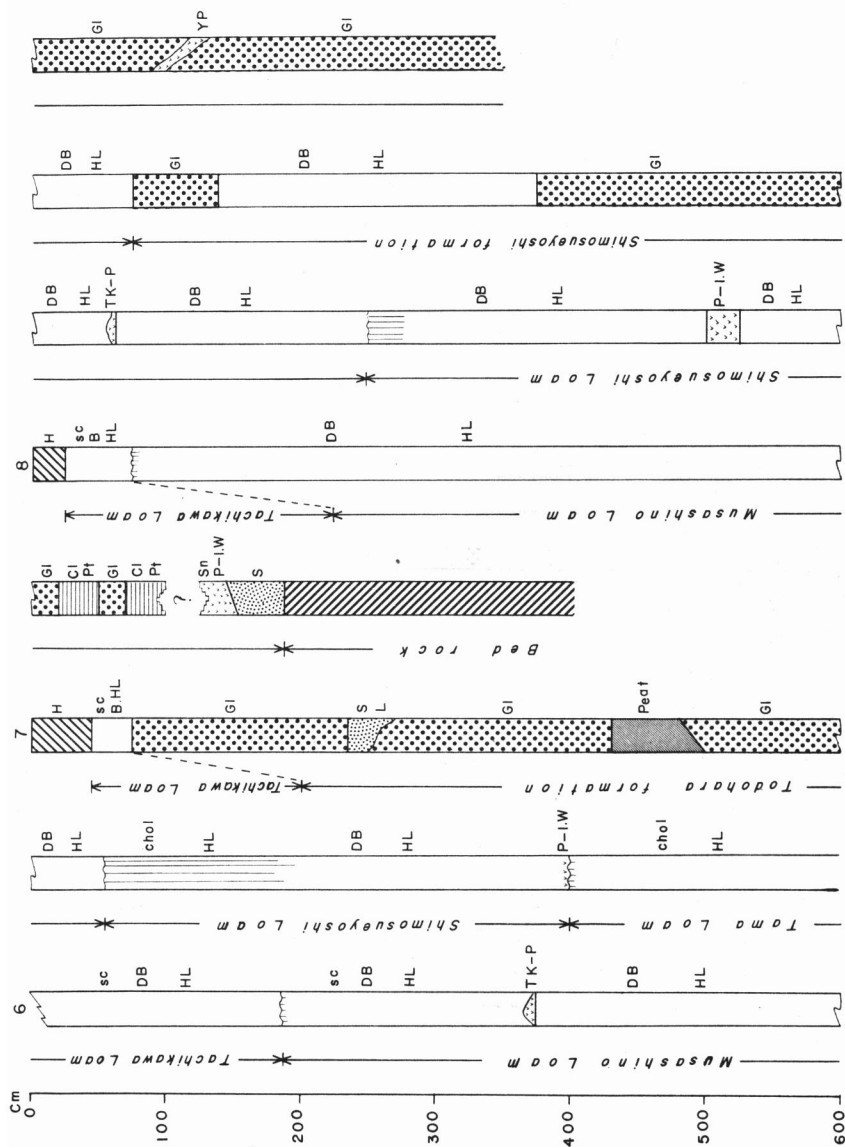 Cm
0
100
200
300
400
500
600
6
Tachikawa Loam
Musashino Loam
sc
DB
HL
sc
DB
HL
TK-P
DB
HL
Shimosueyoshi Loam
Tama Loam
DB
HL
chol
HL
DB
HL
P-I.W
chol
HL
7
Tachikawa Loam
Todohara formation
H
sc
B.HL
Gl
S
L
Gl
Peat
Gl
Bed rock
Gl
Cl
Pt
Gl
Cl
Pt
?
Sn
P-I.W
S
8
Tachikawa Loam
Musashino Loam
H
sc
B
HL
DB
HL
Shimosueyoshi Loam
DB
HL
TK-P
DB
HL
DB
HL
P-I.W
DB
HL
Shimosueyoshi formation
DB
HL
Gl
DB
HL
Gl
Gl
YP
Gl